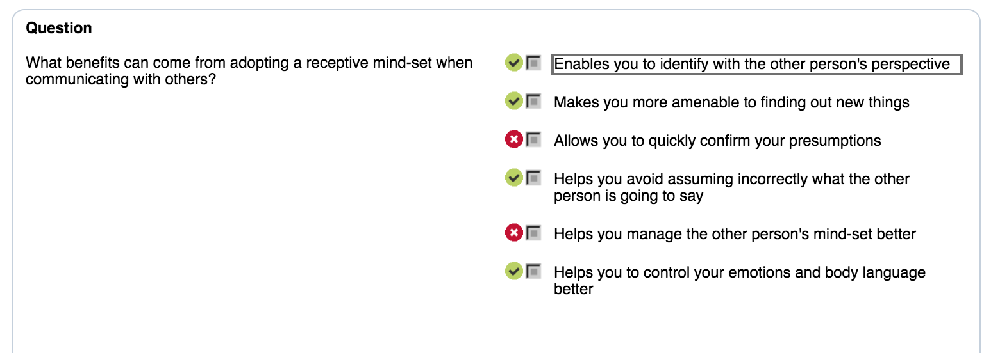 Question
What benefits can come from adopting a receptive mind-set when
communicating with others?
Enables you to identify with the other person's perspective
Makes you more amenable to finding out new things
Allows you to quickly confirm your presumptions
Helps you avoid assuming incorrectly what the other
person is going to say
Helps you manage the other person's mind-set better
Helps you to control your emotions and body language
better